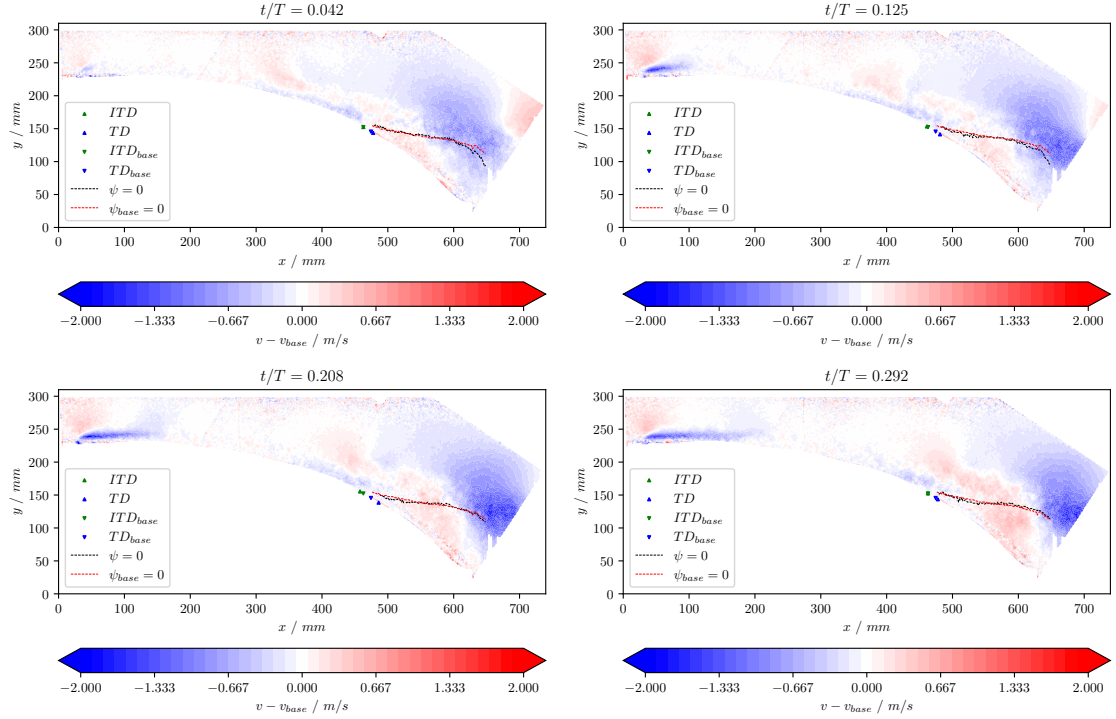 t/T = 0.042
300
250
200
150
100
50
0
y / mm
ITD
TD
ITD_base
TD_base
ψ = 0
ψ_base = 0
0 100 200 300 400 500 600 700
x / mm
−2.000 −1.333 −0.667 0.000 0.667 1.333 2.000
v − v_base / m/s
t/T = 0.125
300
250
200
150
100
50
0
y / mm
ITD
TD
ITD_base
TD_base
ψ = 0
ψ_base = 0
0 100 200 300 400 500 600 700
x / mm
−2.000 −1.333 −0.667 0.000 0.667 1.333 2.000
v − v_base / m/s
t/T = 0.208
300
250
200
150
100
50
0
y / mm
ITD
TD
ITD_base
TD_base
ψ = 0
ψ_base = 0
0 100 200 300 400 500 600 700
x / mm
−2.000 −1.333 −0.667 0.000 0.667 1.333 2.000
v − v_base / m/s
t/T = 0.292
300
250
200
150
100
50
0
y / mm
ITD
TD
ITD_base
TD_base
ψ = 0
ψ_base = 0
0 100 200 300 400 500 600 700
x / mm
−2.000 −1.333 −0.667 0.000 0.667 1.333 2.000
v − v_base / m/s